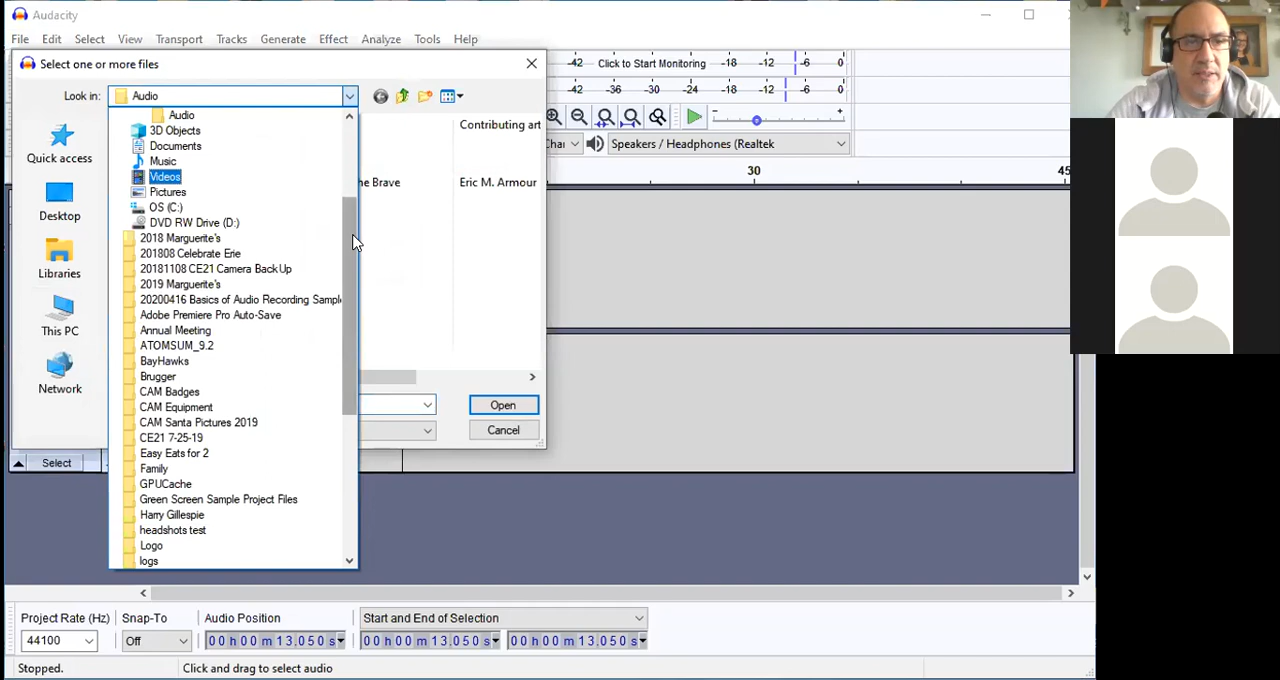 Audacity
File Edit Select View Transport Tracks Generate Effect Analyze Tools Help
Select one or more files
-42 Click to Start Monitoring -18 -12 -6 0
Look in: Audio
-42 -36 -30 -24 -18 -12 -6 0
Audio
3D Objects
Contributing art
Documents
Quick access
Speakers / Headphones (Realtek
Music
Videos
30 45
he Brave Eric M. Armour
Pictures
Desktop
OS (C:)
DVD RW Drive (D:)
2018 Marguerite's
201808 Celebrate Erie
Libraries
20181108 CE21 Camera BackUp
2019 Marguerite's
20200416 Basics of Audio Recording Sampl
Adobe Premiere Pro Auto-Save
This PC
Annual Meeting
ATOMSUM_9.2
BayHawks
Brugger
Network
CAM Badges
CAM Equipment
Open
CAM Santa Pictures 2019
Cancel
CE21 7-25-19
Easy Eats for 2
Select
Family
GPUCache
Green Screen Sample Project Files
Harry Gillespie
headshots test
Logo
logs
Project Rate (Hz) Snap-To Audio Position Start and End of Selection
44100 Off 00 h 00 m 13.050 s 00 h 00 m 13.050 s 00 h 00 m 13.050 s
Stopped. Click and drag to select audio